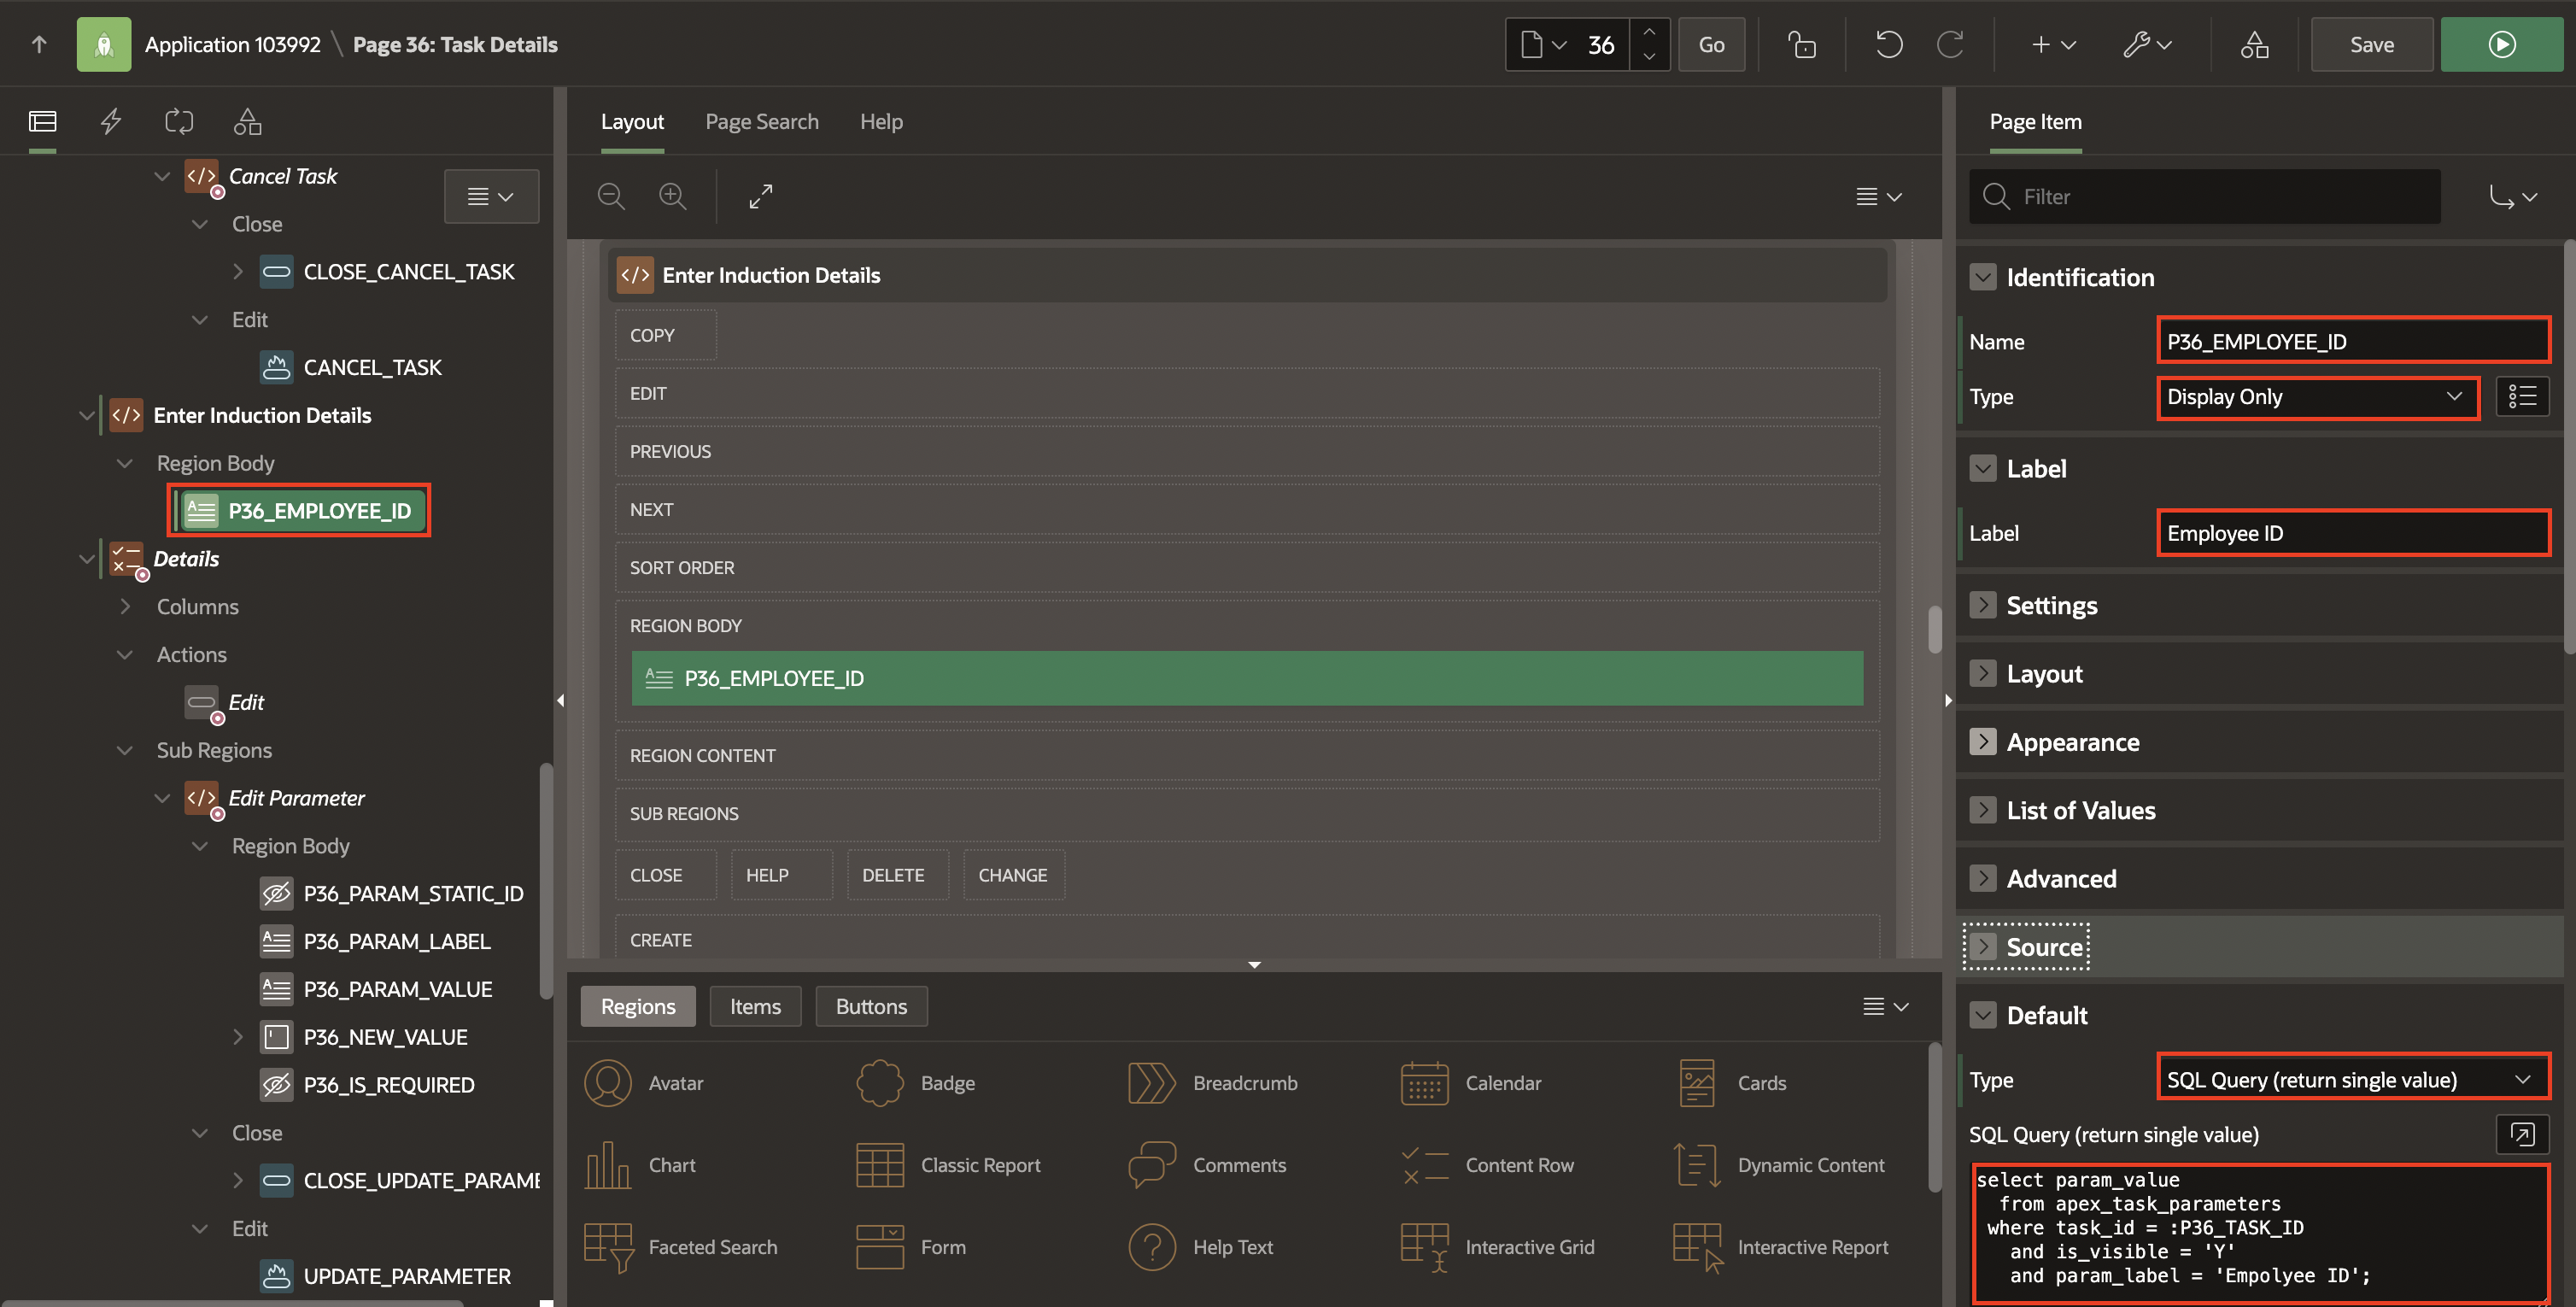 Application 103992 \ Page 36: Task Details
36
Go
Save
Cancel Task
Close
CLOSE_CANCEL_TASK
Edit
CANCEL_TASK
Enter Induction Details
Region Body
P36_EMPLOYEE_ID
Details
Columns
Actions
Edit
Sub Regions
Edit Parameter
Region Body
P36_PARAM_STATIC_ID
P36_PARAM_LABEL
P36_PARAM_VALUE
P36_NEW_VALUE
P36_IS_REQUIRED
Close
CLOSE_UPDATE_PARAME
Edit
UPDATE_PARAMETER
Layout Page Search Help
Enter Induction Details
COPY
EDIT
PREVIOUS
NEXT
SORT ORDER
REGION BODY
P36_EMPLOYEE_ID
REGION CONTENT
SUB REGIONS
CLOSE HELP DELETE CHANGE
CREATE
Regions Items Buttons
Avatar Badge Breadcrumb Calendar Cards
Chart Classic Report Comments Content Row Dynamic Content
Faceted Search Form Help Text Interactive Grid Interactive Report
Page Item
Filter
Identification
Name P36_EMPLOYEE_ID
Type Display Only
Label
Label Employee ID
Settings
Layout
Appearance
List of Values
Advanced
Source
Default
Type SQL Query (return single value)
SQL Query (return single value)
select param_value
from apex_task_parameters
where task_id = :P36_TASK_ID
and is_visible = 'Y'
and param_label = 'Empolyee ID';